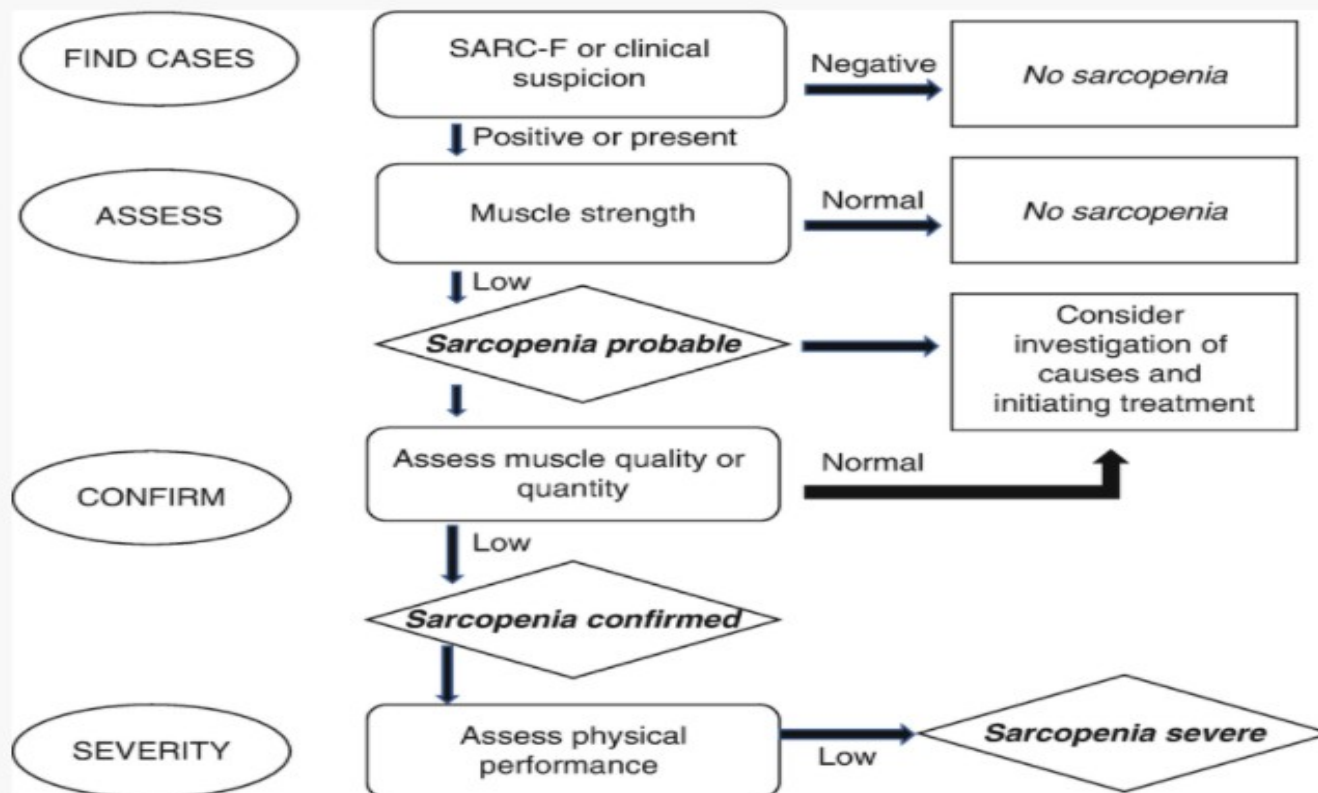 FIND CASES
SARC-F or clinical
suspicion
Negative
No sarcopenia
Positive or present
ASSESS
Muscle strength
Normal
No sarcopenia
Low
Sarcopenia probable
Consider
investigation of
causes and
initiating treatment
CONFIRM
Assess muscle quality or
quantity
Normal
Low
Sarcopenia confirmed
SEVERITY
Assess physical
performance
Low
Sarcopenia severe